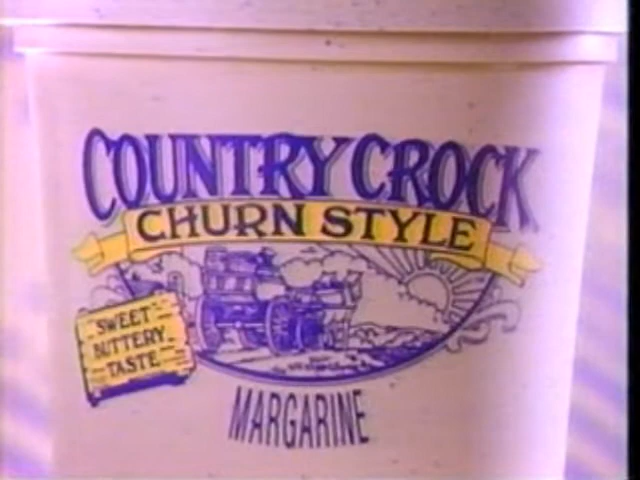 COUNTRY CROCK
CHURN STYLE
SWEET
BUTTERY
TASTE
MARGARINE